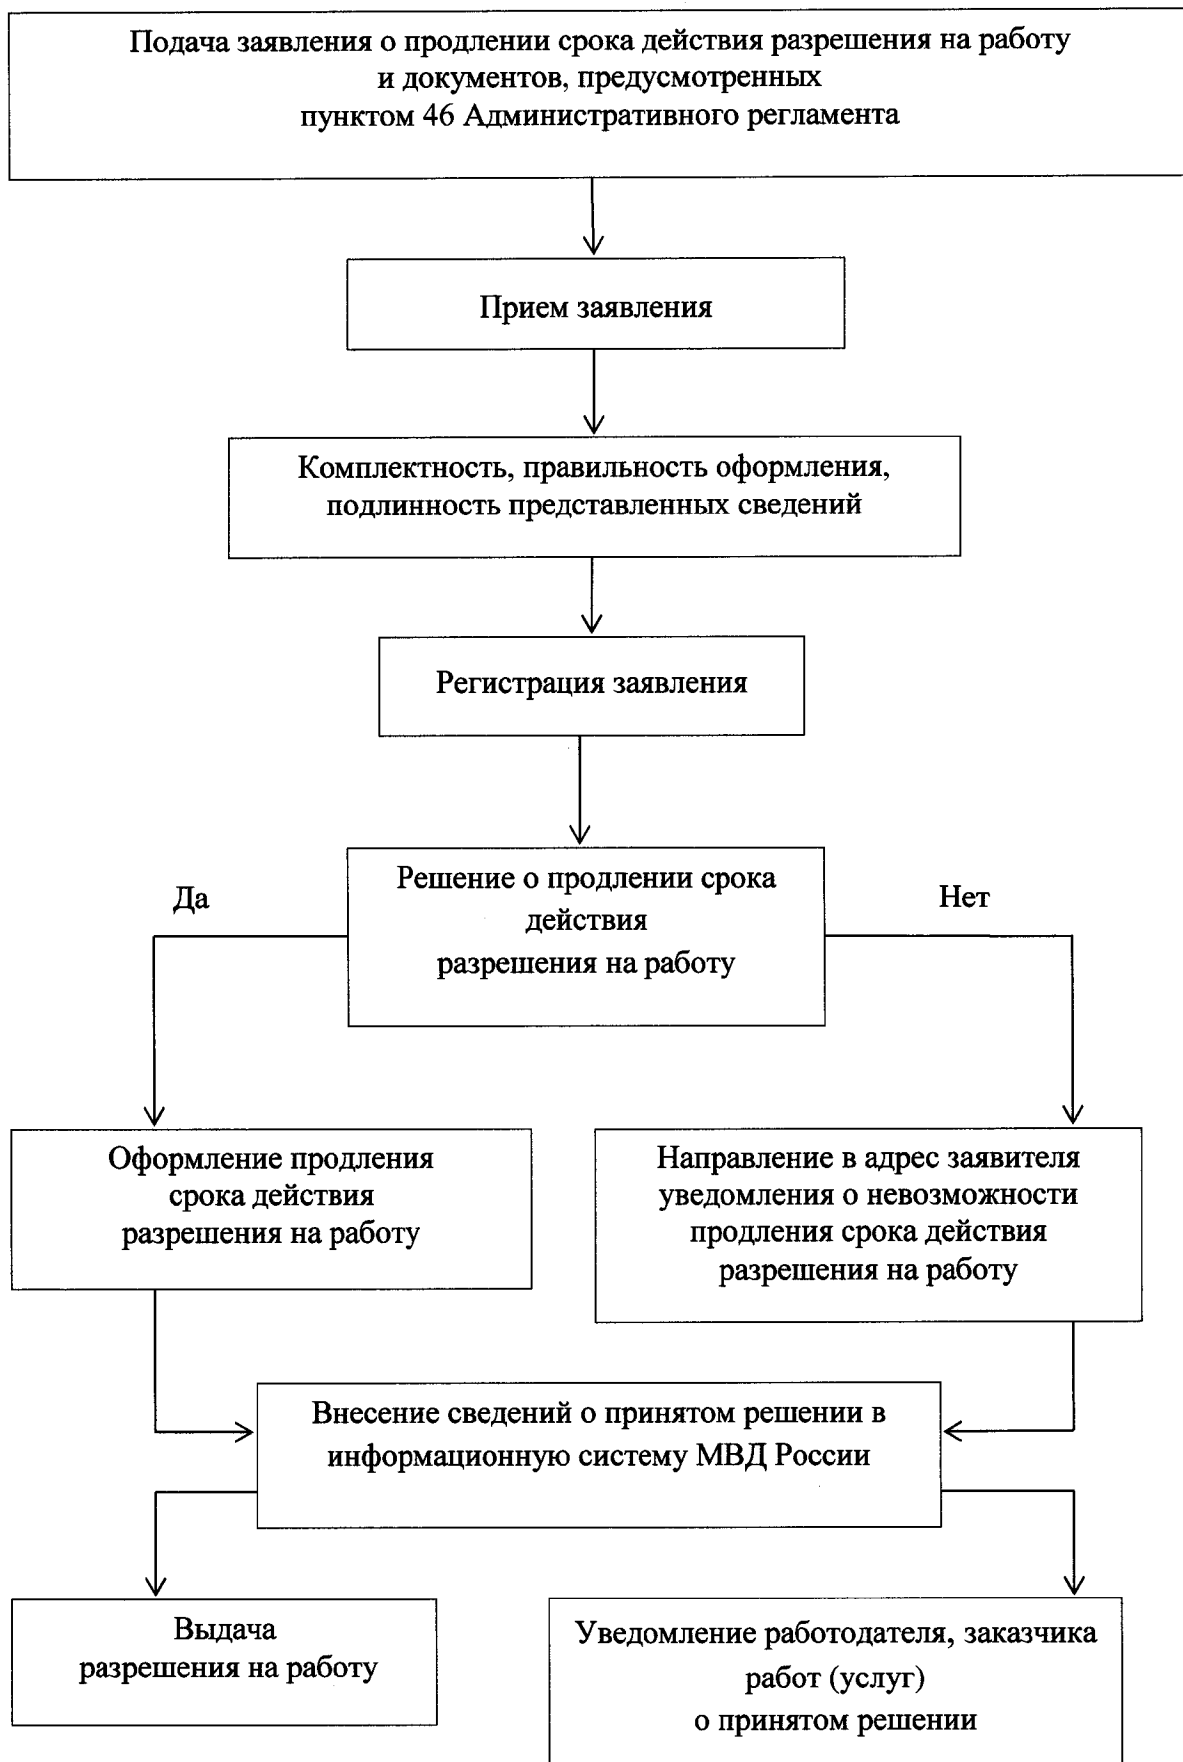 Подача заявления о продлении срока действия разрешения на работу
и документов, предусмотренных
пунктом 46 Административного регламента
Прием заявления
Комплектность, правильность оформления,
подлинность представленных сведений
Регистрация заявления
Решение о продлении срока
действия
разрешения на работу
Да
Нет
Оформление продления
срока действия
разрешения на работу
Направление в адрес заявителя
уведомления о невозможности
продления срока действия
разрешения на работу
Внесение сведений о принятом решении в
информационную систему МВД России
Выдача
разрешения на работу
Уведомление работодателя, заказчика
работ (услуг)
о принятом решении